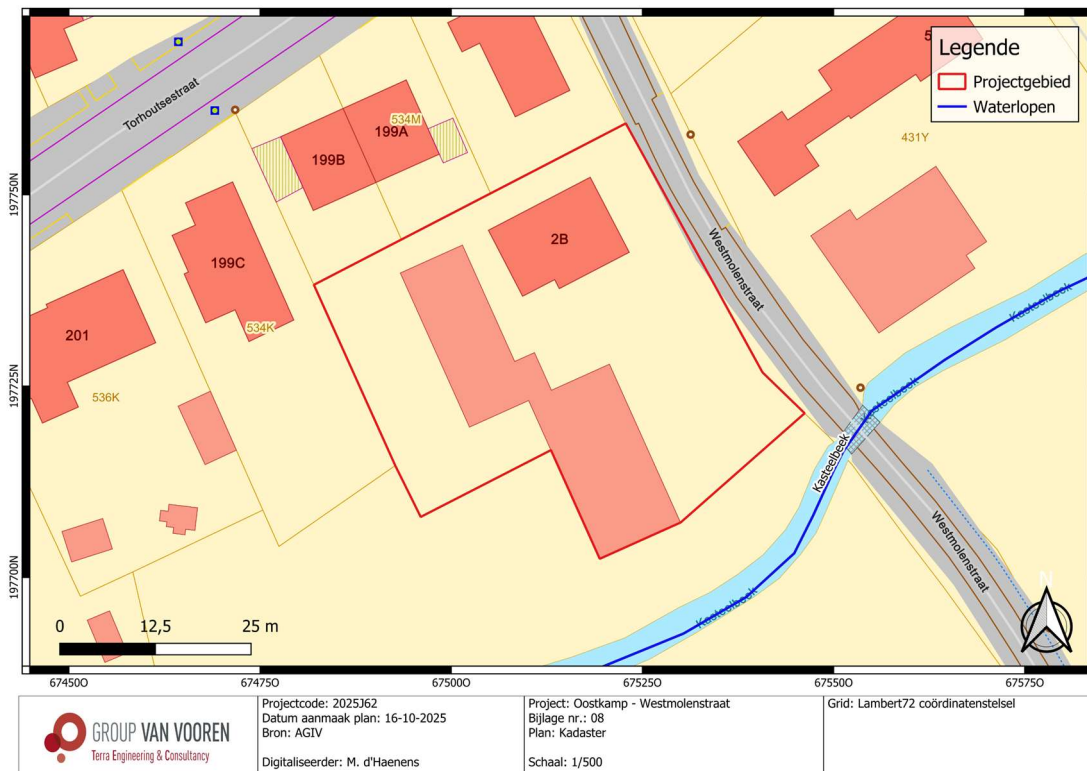 Legende
Projectgebied
Waterlopen
Torhoutsestraat
534M
199A
199B
199C
534K
201
536K
2B
431Y
5
Westmolenstraat
Kasteelbeek
Kasteelbeek
Kasteelbeek
Westmolenstraat
Kasteelbeek
N
197750N
197725N
197700N
0 12,5 25 m
674500 674750 675000 675250 675500 675750
GROUP VAN VOOREN
Terra Engineering & Consultancy
Projectcode: 2025J62
Datum aanmaak plan: 16-10-2025
Bron: AGIV
Digitaliseerder: M. d'Haenens
Project: Oostkamp - Westmolenstraat
Bijlage nr.: 08
Plan: Kadaster
Schaal: 1/500
Grid: Lambert72 coördinatenstelsel